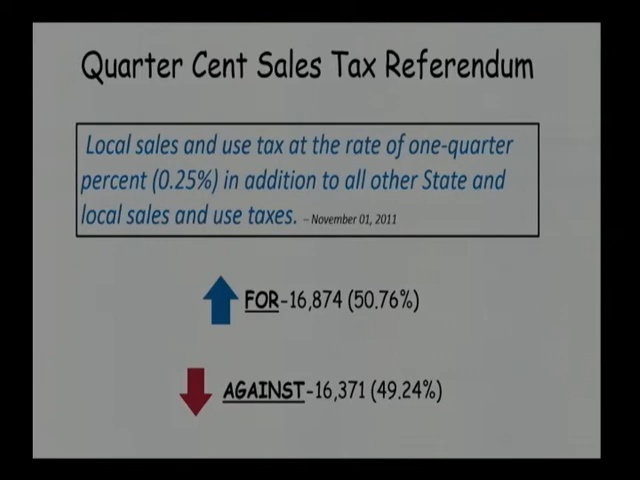 Quarter Cent Sales Tax Referendum
Local sales and use tax at the rate of one-quarter
percent (0.25%) in addition to all other State and
local sales and use taxes. – November 01, 2011
FOR-16,874 (50.76%)
AGAINST-16,371 (49.24%)